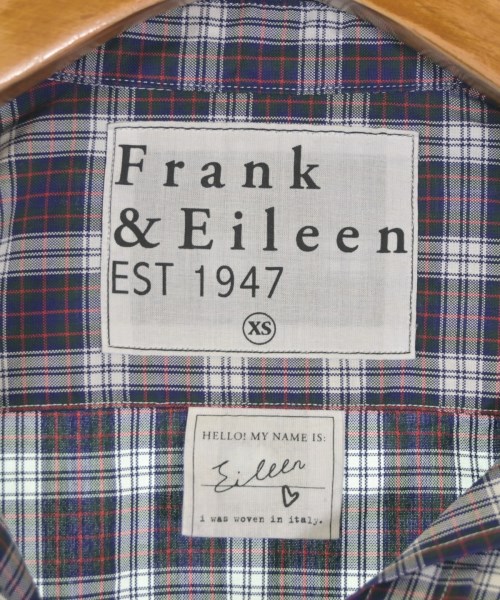 Frank
& Eileen
EST 1947
XS
HELLO! MY NAME IS:
Eileen
i was woven in italy.